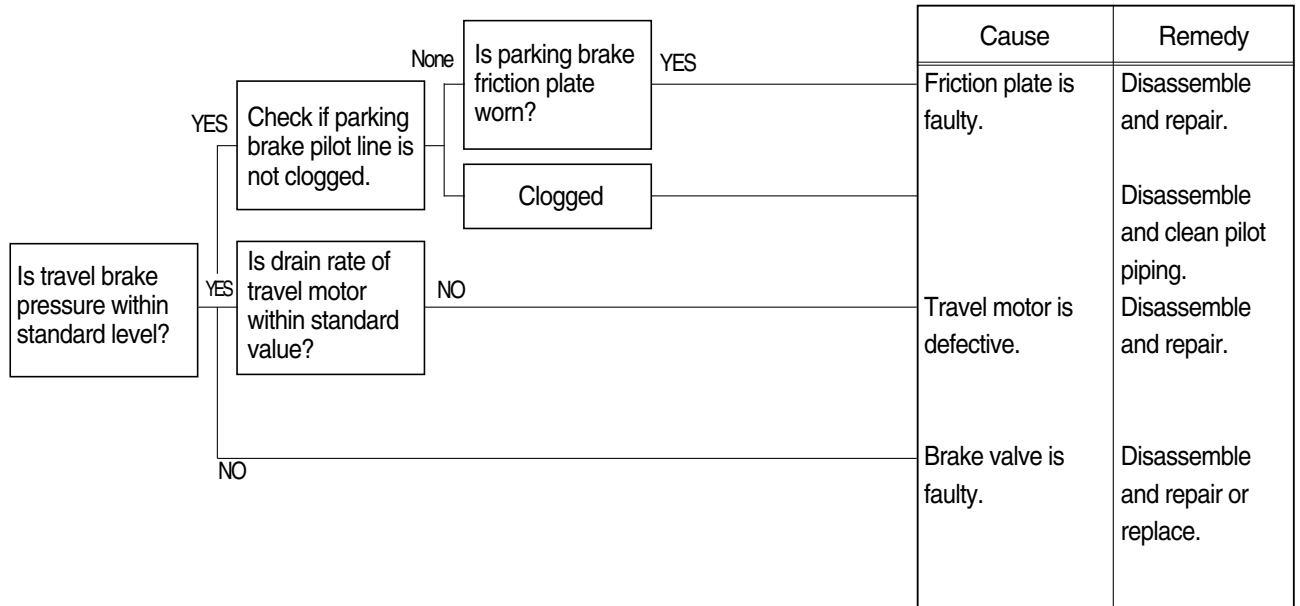 Is travel brake
pressure within
standard level?
YES
YES
NO
Check if parking
brake pilot line is
not clogged.
None
Is parking brake
friction plate
worn?
YES
Clogged
Is drain rate of
travel motor
within standard
value?
NO
Cause
Remedy
Friction plate is
faulty.
Disassemble
and repair.
Disassemble
and clean pilot
piping.
Travel motor is
defective.
Disassemble
and repair.
Brake valve is
faulty.
Disassemble
and repair or
replace.